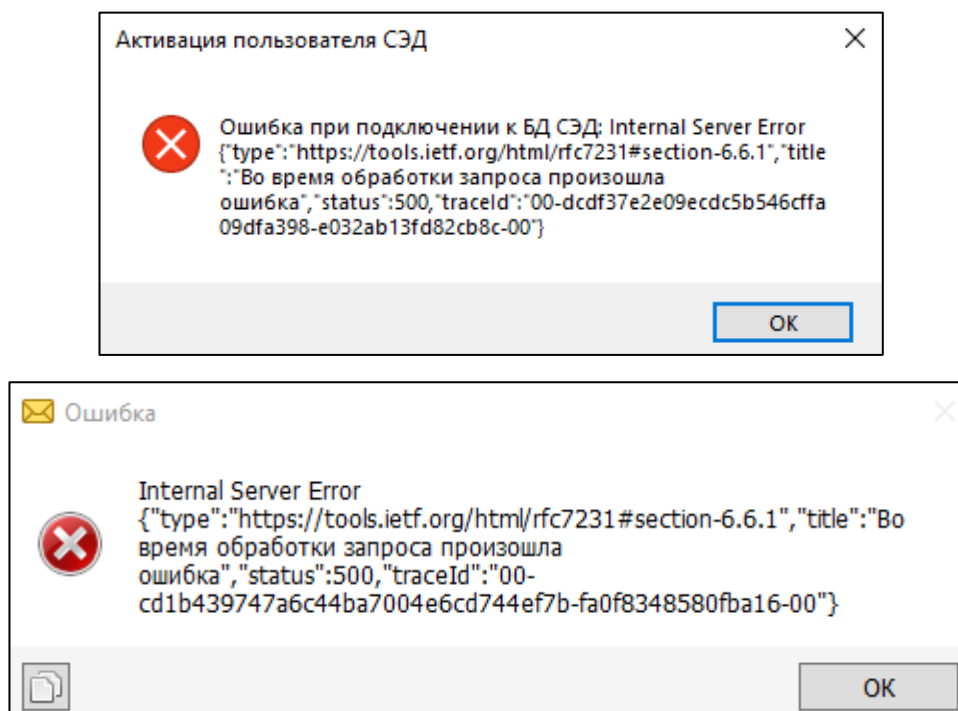 Активация пользователя СЭД
Ошибка при подключении к БД СЭД: Internal Server Error
{"type":"https://tools.ietf.org/html/rfc7231#section-6.6.1","title
":"Во время обработки запроса произошла
ошибка","status":500,"traceId":"00-dcdf37e2e09ecdc5b546cffa
09dfa398-e032ab13fd82cb8c-00"}
ОК
Ошибка
Internal Server Error
{"type":"https://tools.ietf.org/html/rfc7231#section-6.6.1","title":"Во
время обработки запроса произошла
ошибка","status":500,"traceId":"00-
cd1b439747a6c44ba7004e6cd744ef7b-fa0f8348580fba16-00"}
ОК